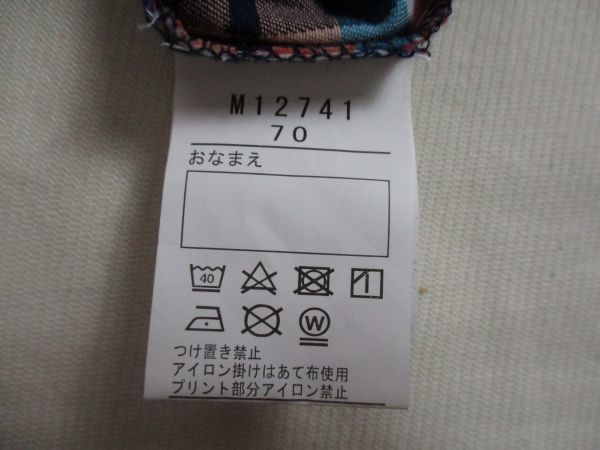 M12741
70
おなまえ
40
W
つけ置き禁止
アイロン掛けはあて布使用
プリント部分アイロン禁止